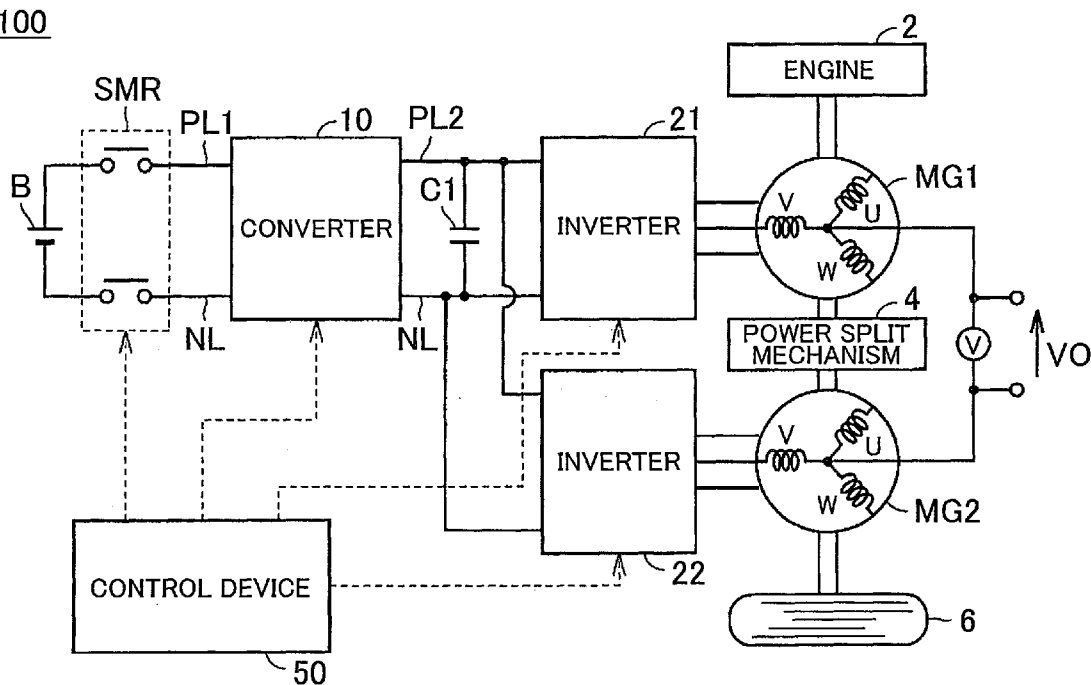 100
2
ENGINE
SMR
PL1
10
PL2
21
B
CONVERTER
C1
INVERTER
V
U
W
MG1
NL
NL
4
POWER SPLIT
MECHANISM
V
VO
INVERTER
V
U
W
MG2
22
CONTROL DEVICE
50
6